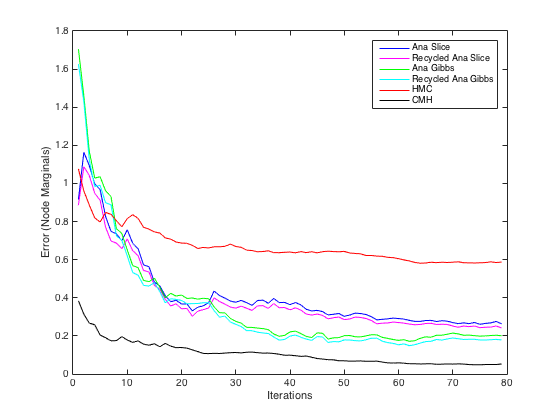 1.8
1.6
1.4
1.2
1
0.8
0.6
0.4
0.2
0
Error (Node Marginals)
Ana Slice
Recycled Ana Slice
Ana Gibbs
Recycled Ana Gibbs
HMC
CMH
0 10 20 30 40 50 60 70 80
Iterations